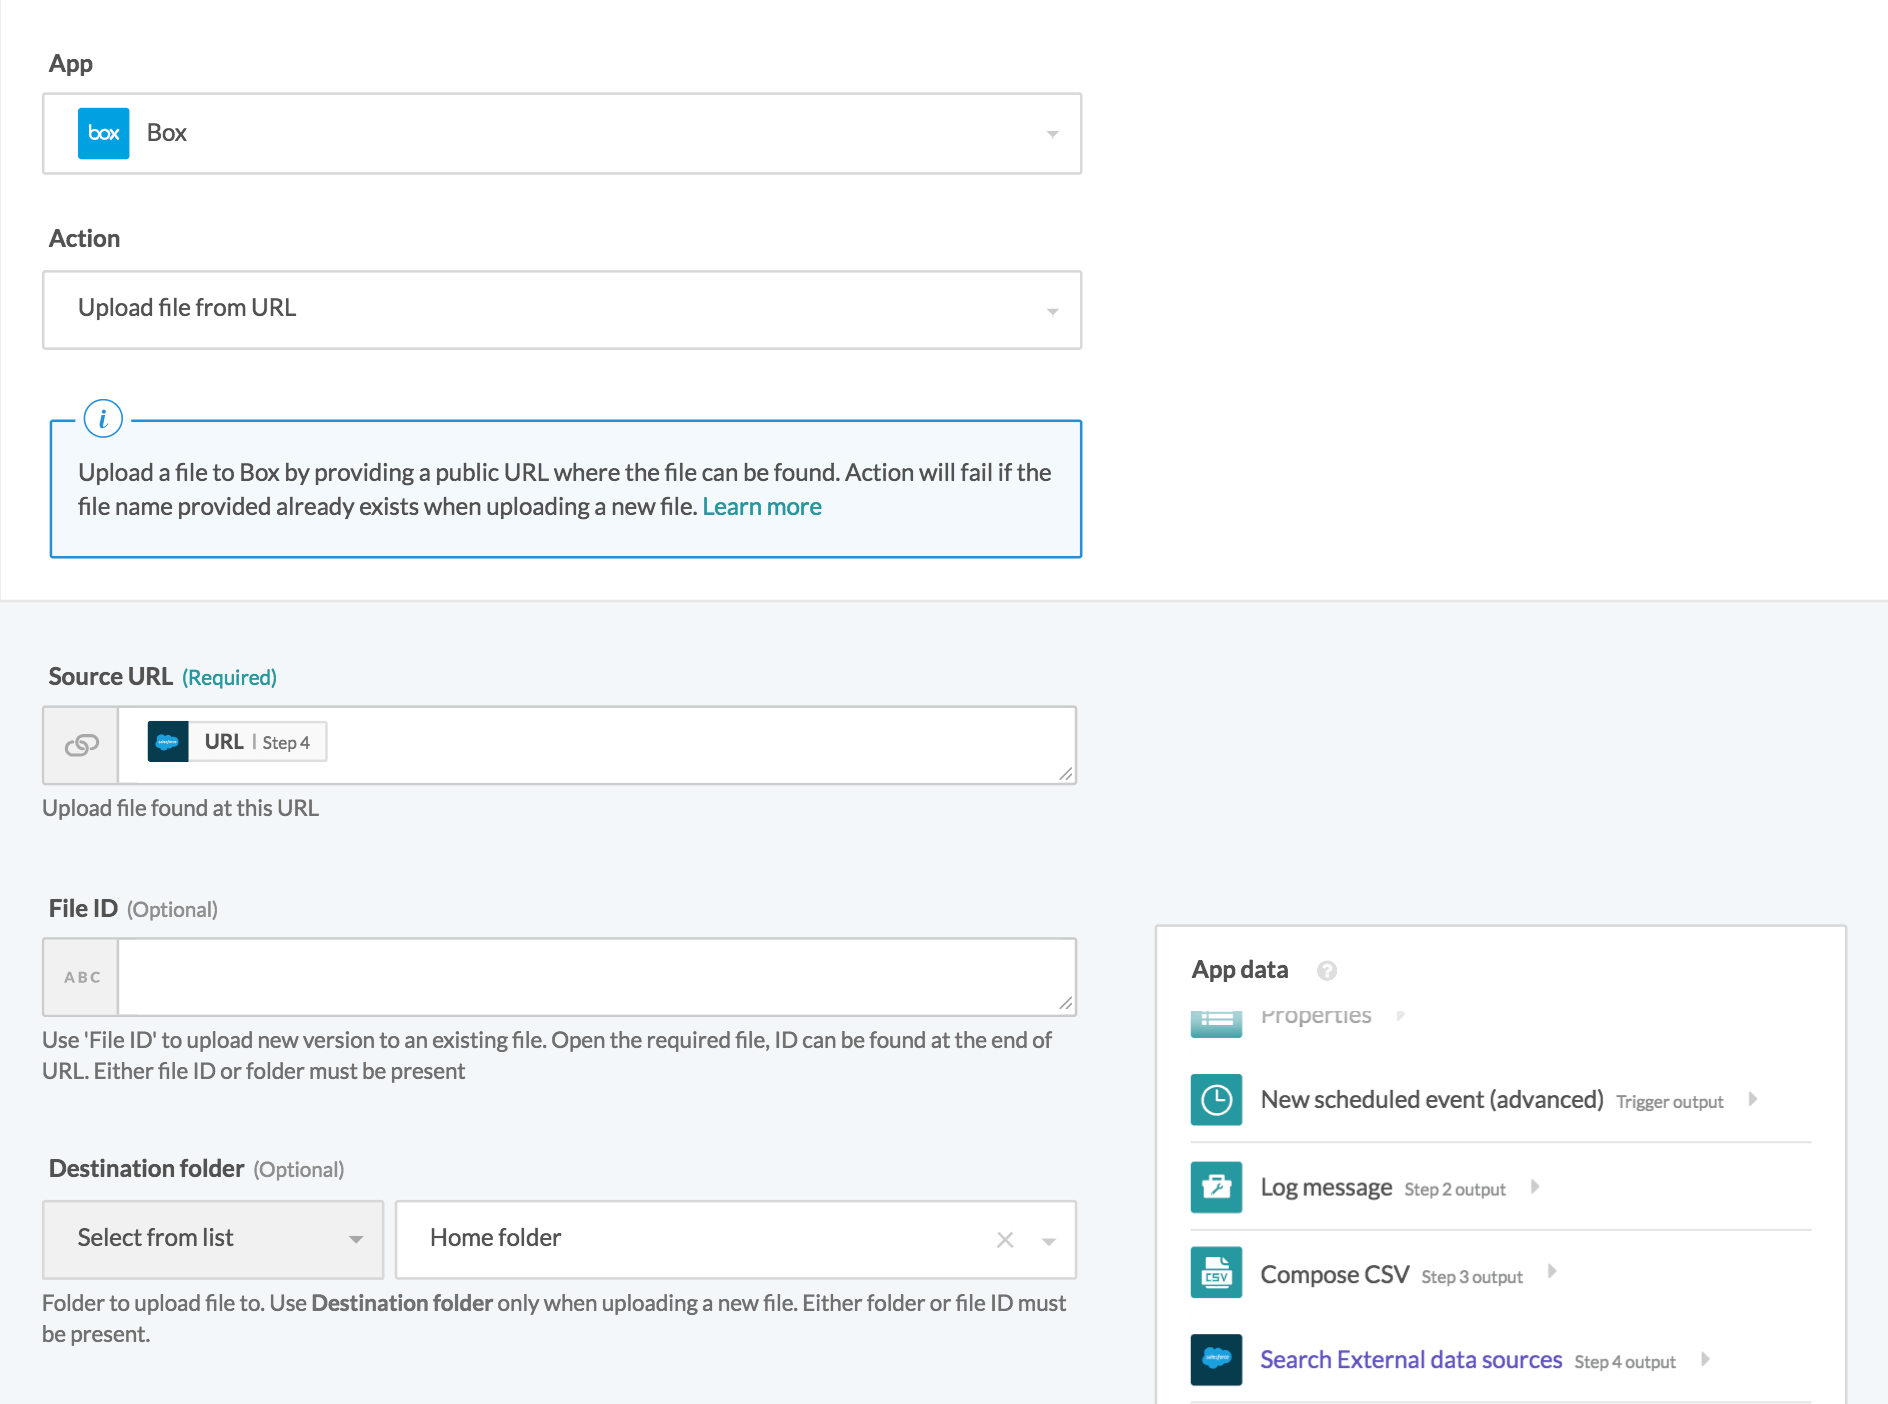 App
box Box
Action
Upload file from URL
i
Upload a file to Box by providing a public URL where the file can be found. Action will fail if the
file name provided already exists when uploading a new file. Learn more
Source URL (Required)
URL | Step 4
Upload file found at this URL
File ID (Optional)
ABC
Use 'File ID' to upload new version to an existing file. Open the required file, ID can be found at the end of
URL. Either file ID or folder must be present
Destination folder (Optional)
Select from list
Home folder
Folder to upload file to. Use Destination folder only when uploading a new file. Either folder or file ID must
be present.
App data ?
Properties
New scheduled event (advanced) Trigger output
Log message Step 2 output
CSV Compose CSV Step 3 output
salesforce Search External data sources Step 4 output